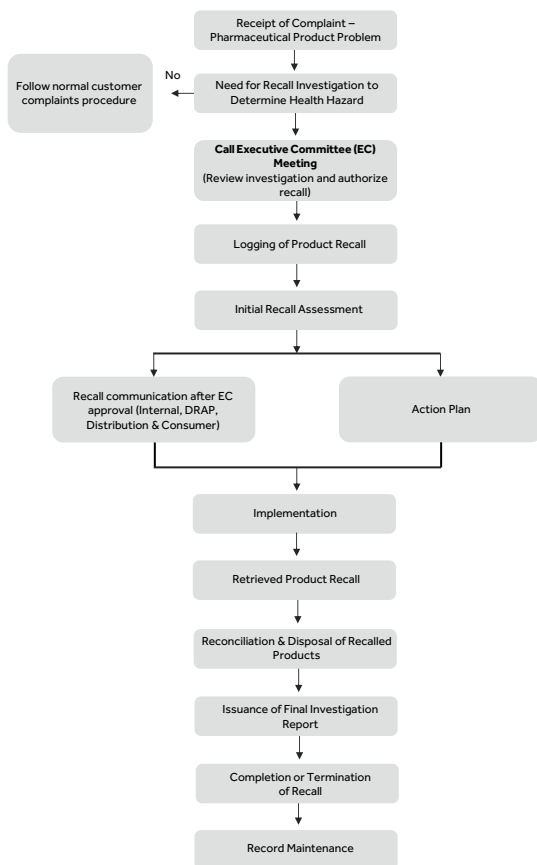 Receipt of Complaint –
Pharmaceutical Product Problem
No
Follow normal customer
complaints procedure
Need for Recall Investigation to
Determine Health Hazard
Call Executive Committee (EC)
Meeting
(Review investigation and authorize
recall)
Logging of Product Recall
Initial Recall Assessment
Recall communication after EC
approval (Internal, DRAP,
Distribution & Consumer)
Action Plan
Implementation
Retrieved Product Recall
Reconciliation & Disposal of Recalled
Products
Issuance of Final Investigation
Report
Completion or Termination
of Recall
Record Maintenance